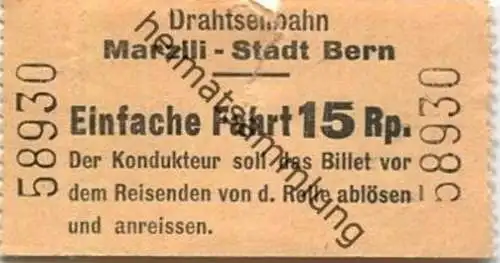 Drahtseilbahn
Marzili - Stadt Bern
Einfache Fahrt 15 Rp.
Der Kondukteur soll das Billet vor
dem Reisenden von d. Rolle ablösen
und anreissen.
58930
58930
heimatsammlung